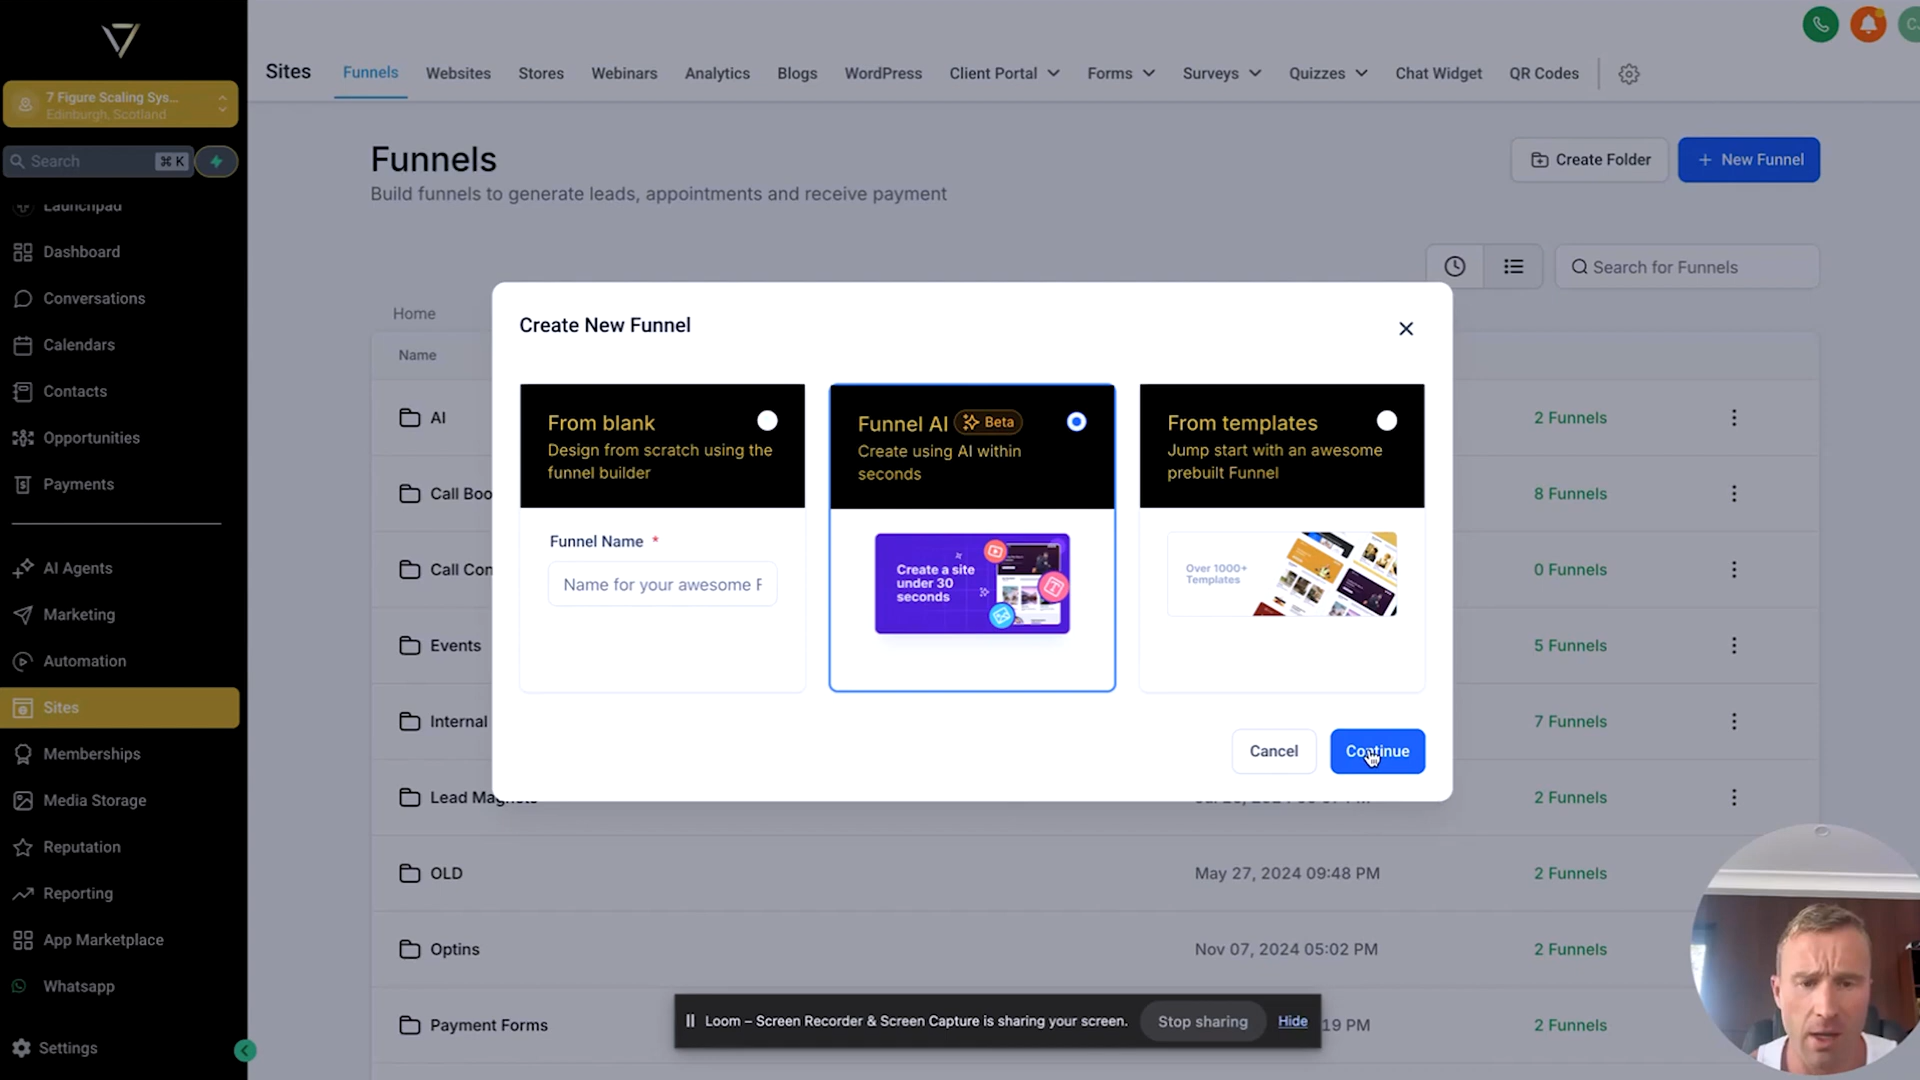 7 Figure Scaling Sys...
Edinburgh, Scotland
Search
⌘ K
Launchpad
Dashboard
Conversations
Calendars
Contacts
Opportunities
Payments
AI Agents
Marketing
Automation
Sites
Memberships
Media Storage
Reputation
Reporting
App Marketplace
Whatsapp
Settings
Sites
Funnels
Websites
Stores
Webinars
Analytics
Blogs
WordPress
Client Portal
Forms
Surveys
Quizzes
Chat Widget
QR Codes
Funnels
Build funnels to generate leads, appointments and receive payment
Create Folder
+ New Funnel
Search for Funnels
Home
Name
AI
2 Funnels
Call Boo
8 Funnels
Call Con
0 Funnels
Events
5 Funnels
Internal
7 Funnels
Lead Magnets
2 Funnels
OLD
May 27, 2024 09:48 PM
2 Funnels
Optins
Nov 07, 2024 05:02 PM
2 Funnels
Payment Forms
19 PM
2 Funnels
Create New Funnel
From blank
Design from scratch using the
funnel builder
Funnel Name *
Name for your awesome F
Funnel AI
Beta
Create using AI within
seconds
Create a site
under 30
seconds
From templates
Jump start with an awesome
prebuilt Funnel
Over 1000+
Templates
Cancel
Continue
Loom – Screen Recorder & Screen Capture is sharing your screen.
Stop sharing
Hide